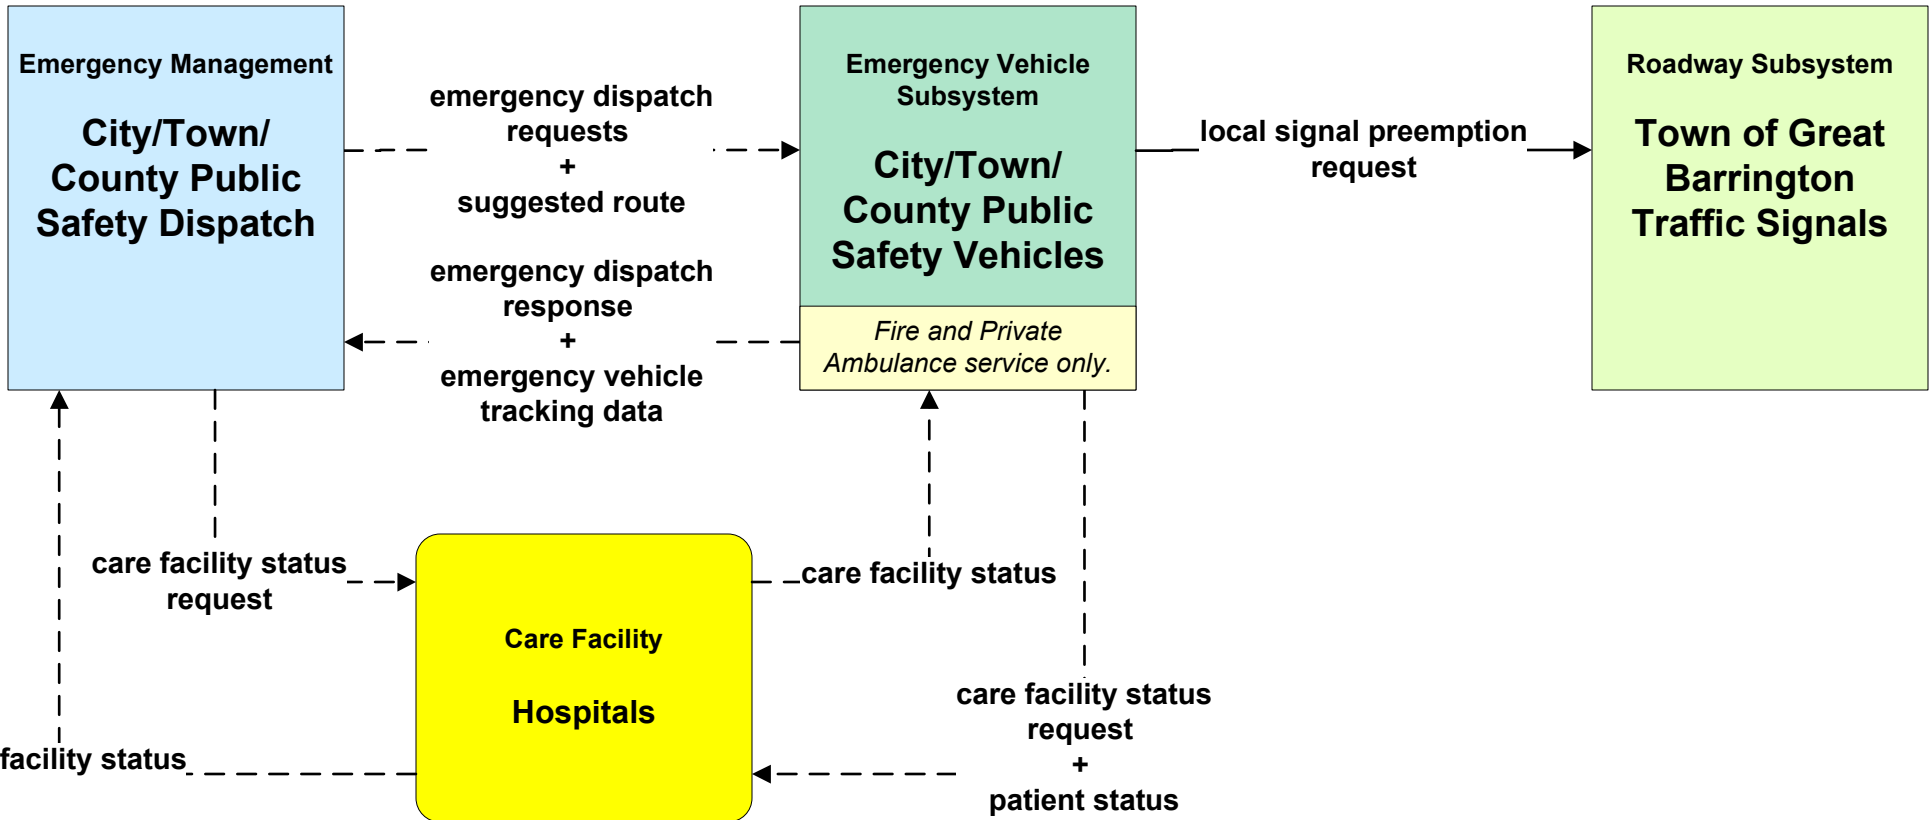 Emergency Management
City/Town/
County Public
Safety Dispatch
emergency dispatch
requests
+
suggested route
emergency dispatch
response
+
emergency vehicle
tracking data
Emergency Vehicle
Subsystem
City/Town/
County Public
Safety Vehicles
Fire and Private
Ambulance service only.
local signal preemption
request
Roadway Subsystem
Town of Great
Barrington
Traffic Signals
care facility status
request
Care Facility
Hospitals
care facility status
facility status
care facility status
request
+
patient status